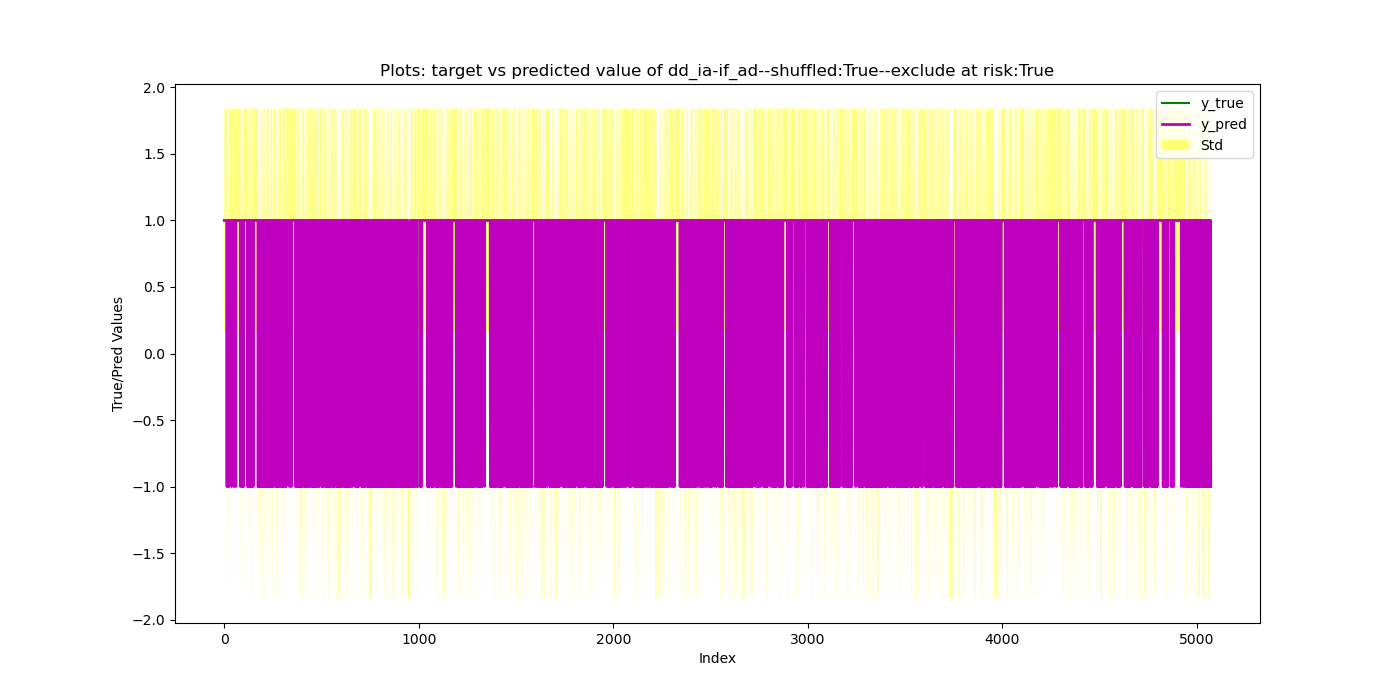 Plots: target vs predicted value of dd_ia-if_ad--shuffled:True--exclude at risk:True
y_true
y_pred
Std
True/Pred Values
2.0
1.5
1.0
0.5
0.0
−0.5
−1.0
−1.5
−2.0
0
1000
2000
3000
4000
5000
Index